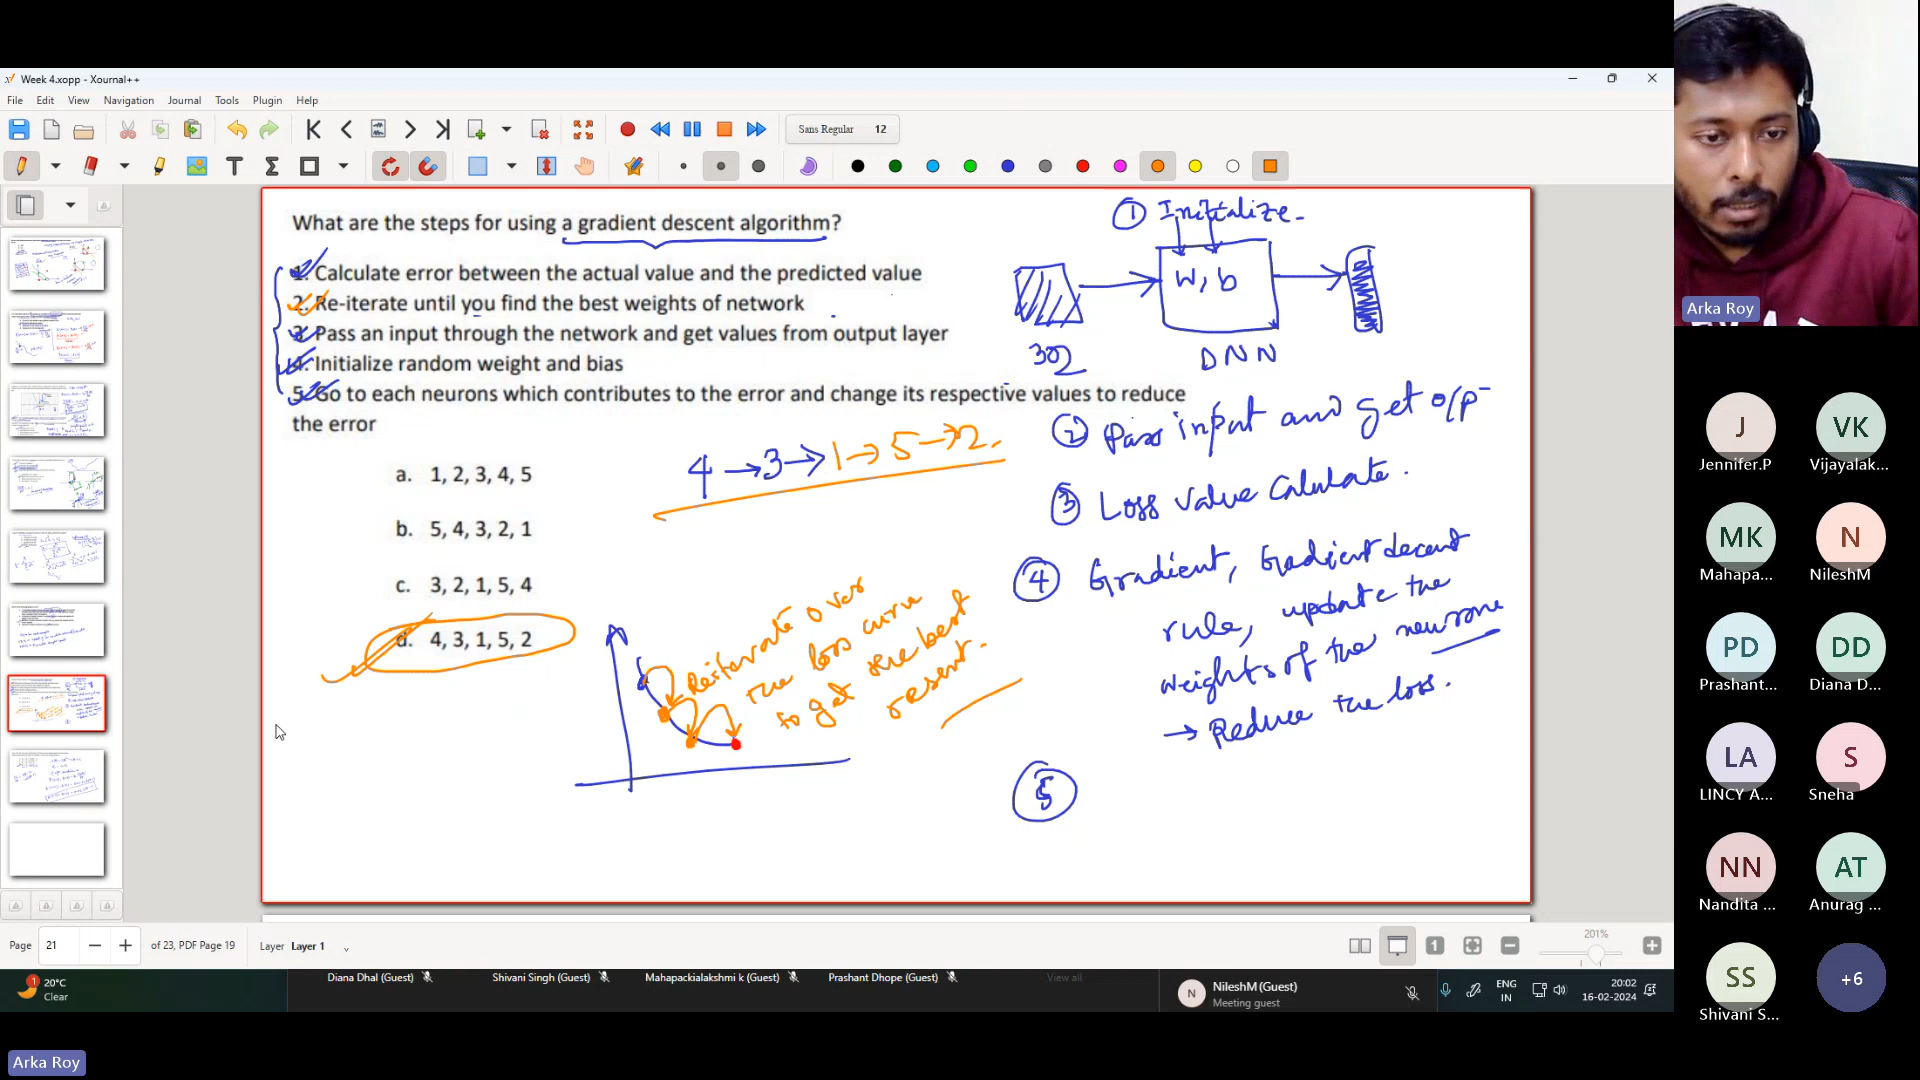 Week 4.xopp - Xournal++
File Edit View Navigation Journal Tools Plugin Help
Sans Regular 12
What are the steps for using a gradient descent algorithm?
1. Calculate error between the actual value and the predicted value
2. Re-iterate until you find the best weights of network
3. Pass an input through the network and get values from output layer
4. Initialize random weight and bias
5. Go to each neurons which contributes to the error and change its respective values to reduce
the error
a. 1, 2, 3, 4, 5
b. 5, 4, 3, 2, 1
c. 3, 2, 1, 5, 4
d. 4, 3, 1, 5, 2
4 → 3 → 1 → 5 → 2.
Reiterate over
the loss curve
to get the best
resent.
① Initialize.
W, b
DNN
② Pass input and get o/p
③ Loss value Calulate.
④ Gradient, Gradient decent
rule, update the
weights of the neurone
→ Reduce the loss.
⑤
Page 21 of 23, PDF Page 19 Layer Layer 1
201%
1
20°C
Clear
Diana Dhal (Guest) Shivani Singh (Guest) Mahapackialakshmi k (Guest) Prashant Dhope (Guest) View all
N NileshM (Guest)
Meeting guest
ENG
IN
20:02
16-02-2024
Arka Roy
Arka Roy
J VK
Jennifer.P Vijayalak...
MK N
Mahapa... NileshM
PD DD
Prashant... Diana D...
LA S
LINCY A... Sneha
NN AT
Nandita ... Anurag ...
SS +6
Shivani S...